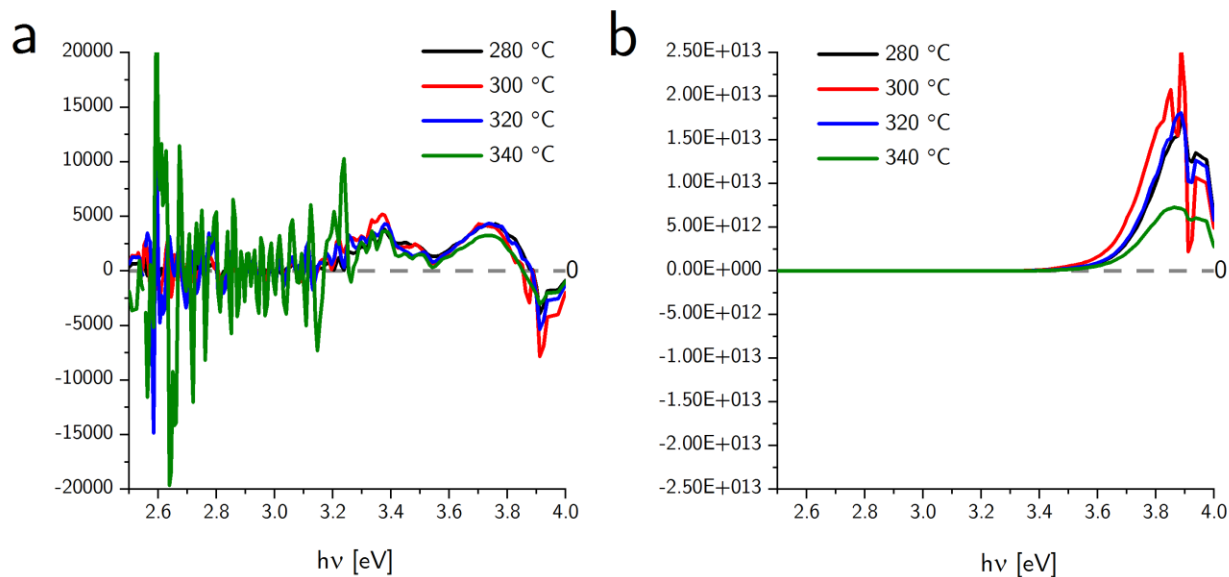 a
20000
15000
10000
5000
0
-5000
-10000
-15000
-20000
2.6 2.8 3.0 3.2 3.4 3.6 3.8 4.0
hν [eV]
280 °C
300 °C
320 °C
340 °C
0
b
2.50E+013
2.00E+013
1.50E+013
1.00E+013
5.00E+012
0.00E+000
-5.00E+012
-1.00E+013
-1.50E+013
-2.00E+013
-2.50E+013
2.6 2.8 3.0 3.2 3.4 3.6 3.8 4.0
hν [eV]
280 °C
300 °C
320 °C
340 °C
0